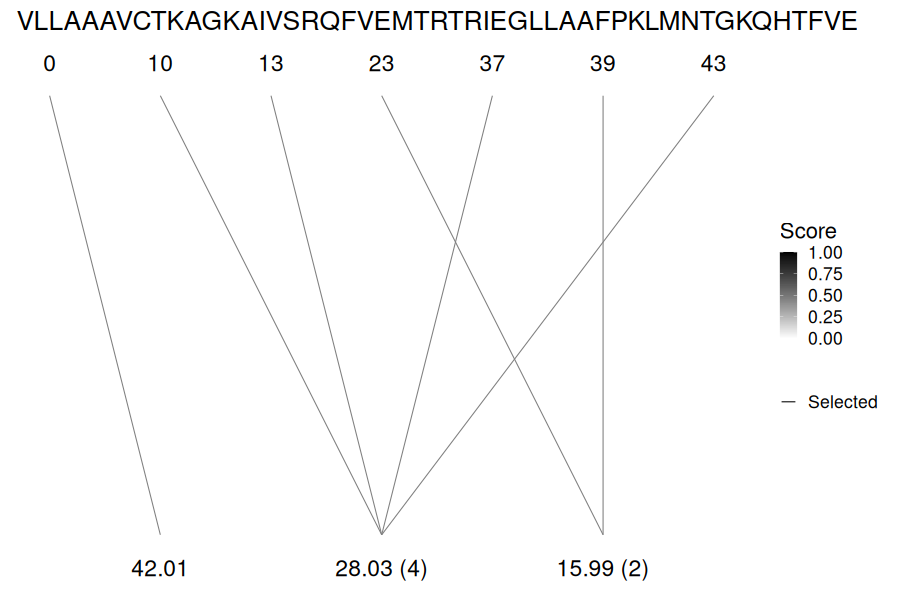 VLLAAAVCTKAGKAIVSRQFVEMTRTRIEGLLAAFPKLMNTGKQHTFVE
0 10 13 23 37 39 43
Score
1.00
0.75
0.50
0.25
0.00
Selected
42.01 28.03 (4) 15.99 (2)